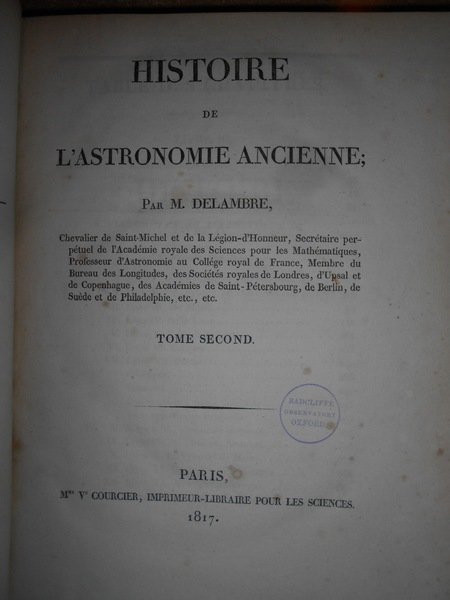 HISTOIRE
DE
L'ASTRONOMIE ANCIENNE;
PAR M. DELAMBRE,
Chevalier de Saint-Michel et de la Légion-d'Honneur, Secrétaire per-
pétuel de l'Académie royale des Sciences pour les Mathématiques,
Professeur d'Astronomie au Collége royal de France, Membre du
Bureau des Longitudes, des Sociétés royales de Londres, d'Upsal et
de Copenhague, des Académies de Saint-Pétersbourg, de Berlin, de
Suède et de Philadelphie, etc., etc.
TOME SECOND.
RADCLIFFE
OBSERVATORY
OXFORD
PARIS,
Mme Ve COURCIER, IMPRIMEUR-LIBRAIRE POUR LES SCIENCES.
1817.